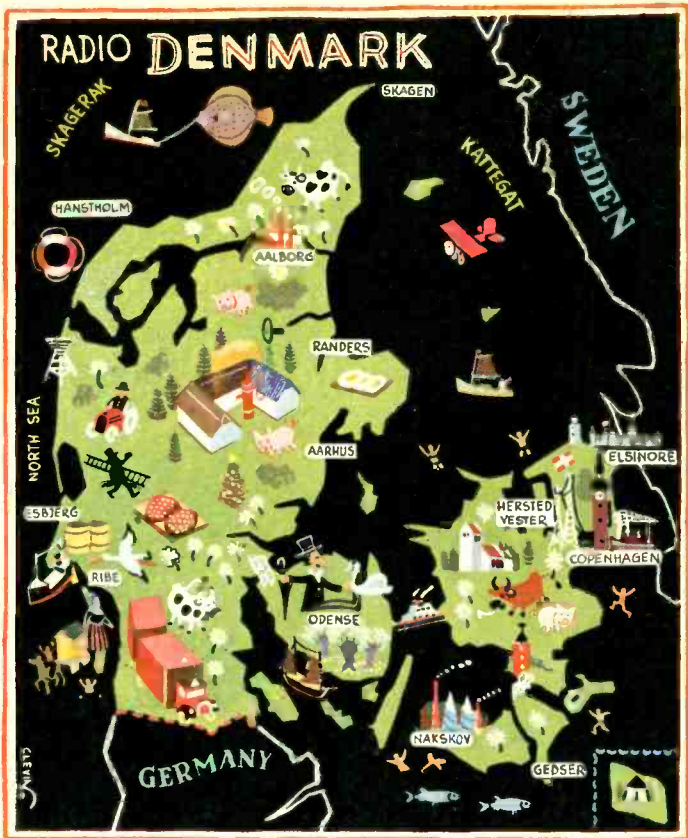 RADIO DENMARK
SKAGEN
SKAGERAK
SWEDEN
KATTEGAT
HANSTHOLM
AALBORG
RANDERS
NORTH SEA
AARHUS
ELSINORE
HERSTED
VESTER
ESBJERG
COPENHAGEN
RIBE
ODENSE
NAKSKOV
GEDSER
GERMANY
CLEVIN